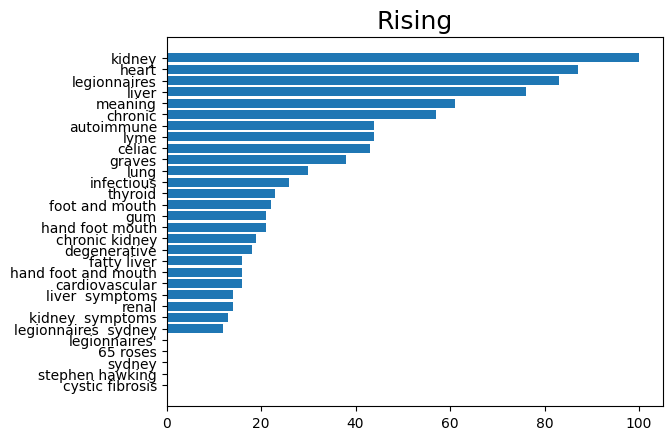 Rising
kidney
heart
legionnaires
liver
meaning
chronic
autoimmune
lyme
celiac
graves
lung
infectious
thyroid
foot and mouth
gum
hand foot mouth
chronic kidney
degenerative
fatty liver
hand foot and mouth
cardiovascular
liver  symptoms
renal
kidney  symptoms
legionnaires  sydney
legionnaires'
65 roses
sydney
stephen hawking
cystic fibrosis
0 20 40 60 80 100